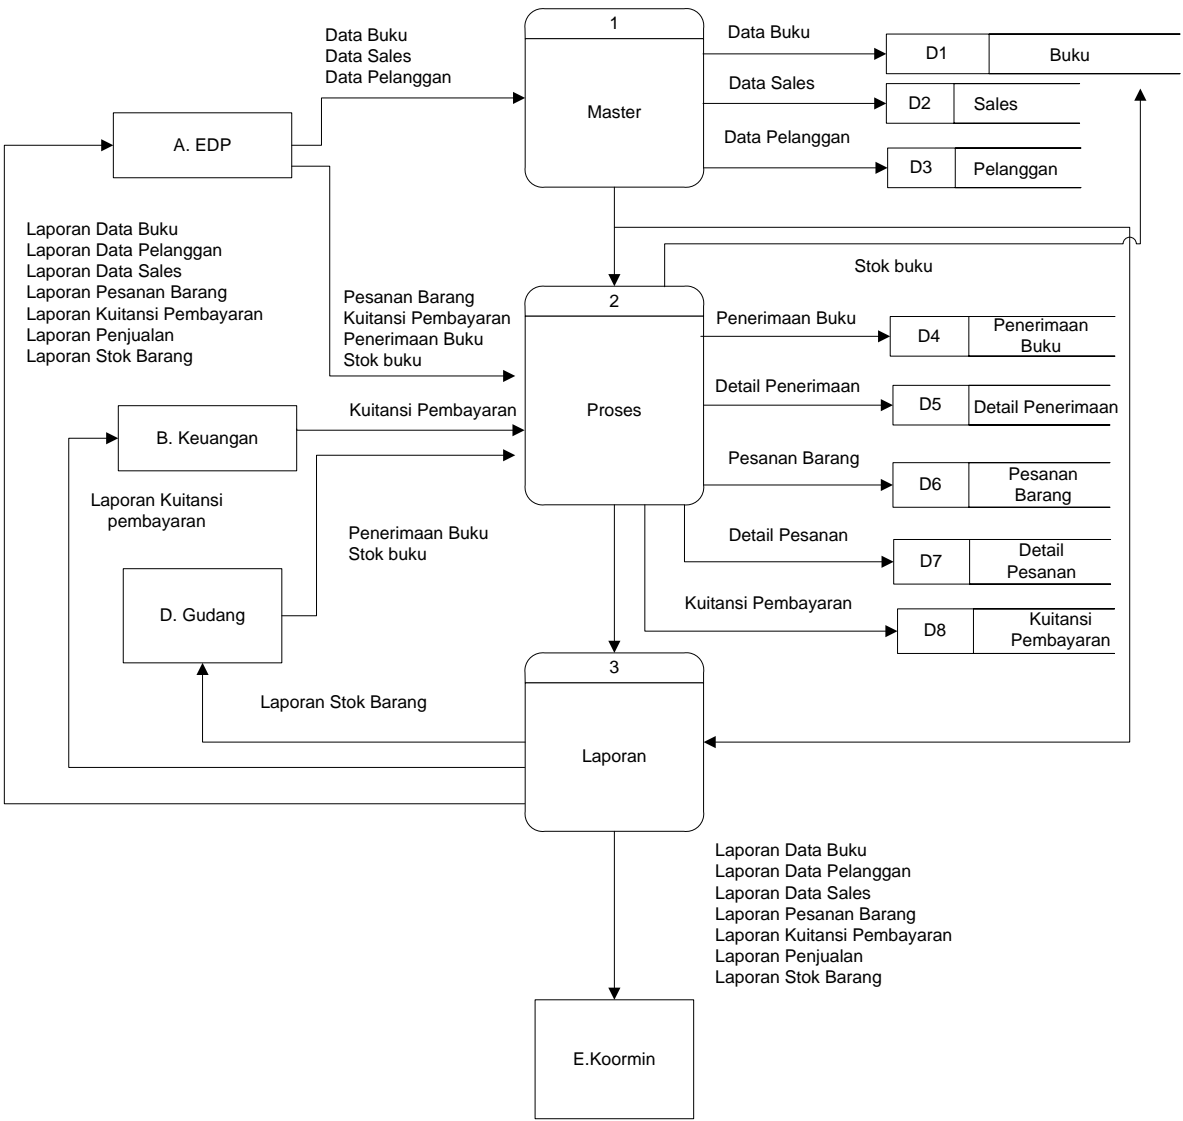 1
Master
Data Buku
Data Sales
Data Pelanggan
Data Buku
D1
Buku
Data Sales
D2
Sales
Data Pelanggan
D3
Pelanggan
A. EDP
Laporan Data Buku
Laporan Data Pelanggan
Laporan Data Sales
Laporan Pesanan Barang
Laporan Kuitansi Pembayaran
Laporan Penjualan
Laporan Stok Barang
Pesanan Barang
Kuitansi Pembayaran
Penerimaan Buku
Stok buku
Stok buku
2
Proses
Penerimaan Buku
D4
Penerimaan
Buku
Detail Penerimaan
D5
Detail Penerimaan
Kuitansi Pembayaran
B. Keuangan
Pesanan Barang
D6
Pesanan
Barang
Laporan Kuitansi
pembayaran
Penerimaan Buku
Stok buku
Detail Pesanan
D7
Detail
Pesanan
D. Gudang
Kuitansi Pembayaran
D8
Kuitansi
Pembayaran
3
Laporan
Laporan Stok Barang
Laporan Data Buku
Laporan Data Pelanggan
Laporan Data Sales
Laporan Pesanan Barang
Laporan Kuitansi Pembayaran
Laporan Penjualan
Laporan Stok Barang
E.Koormin